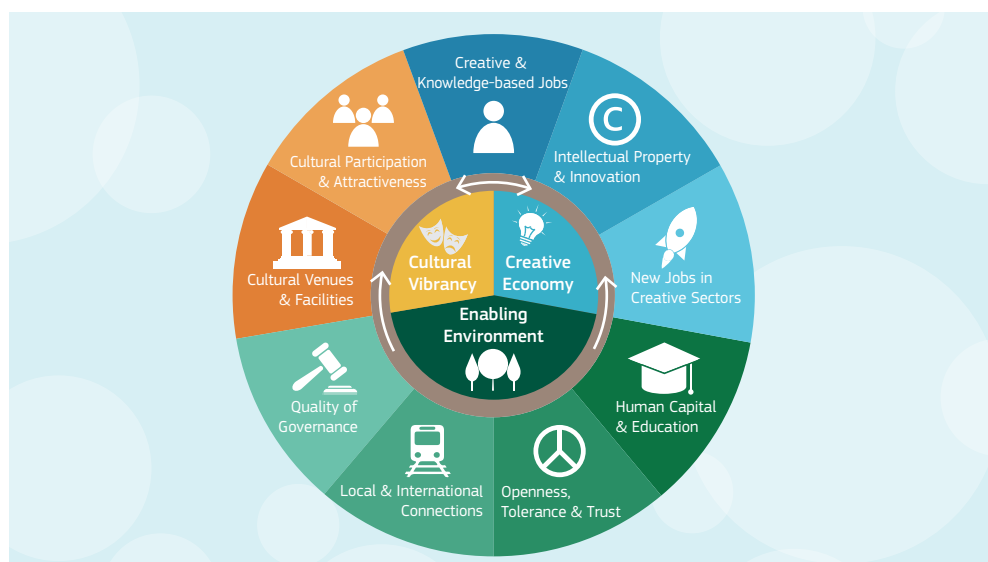 Creative &
Knowledge-based Jobs
C
Intellectual Property
& Innovation
New Jobs in
Creative Sectors
Human Capital
& Education
Openness,
Tolerance & Trust
Local & International
Connections
Quality of
Governance
Cultural Venues
& Facilities
Cultural Participation
& Attractiveness
Cultural
Vibrancy
Creative
Economy
Enabling
Environment